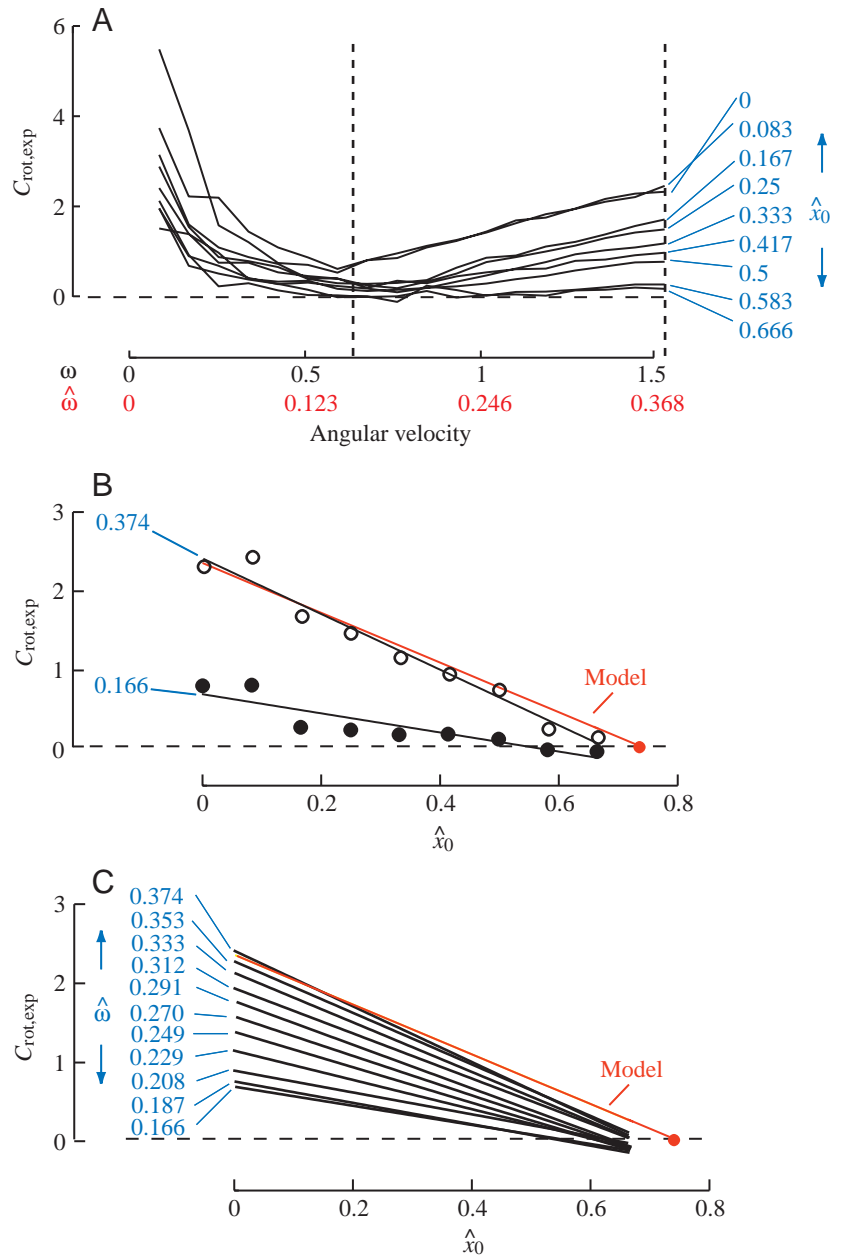 A
6
4
2
0
C_rot,exp
0
0.083
0.167
0.25
0.333
0.417
0.5
0.583
0.666
x̂₀
ω 0 0.5 1 1.5
ω̂ 0 0.123 0.246 0.368
Angular velocity
B
3
2
1
0
C_rot,exp
0.374
0.166
Model
0 0.2 0.4 0.6 0.8
x̂₀
C
3
2
1
0
C_rot,exp
0.374
0.353
0.333
0.312
0.291
0.270
0.249
0.229
0.208
0.187
0.166
ω̂
Model
0 0.2 0.4 0.6 0.8
x̂₀